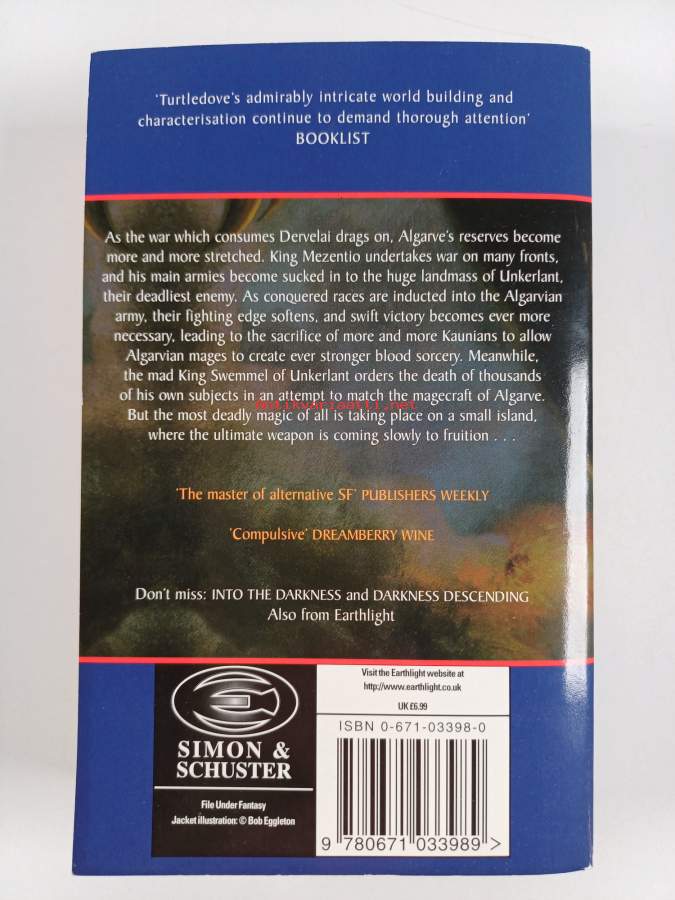 'Turtledove's admirably intricate world building and
characterisation continue to demand thorough attention'
BOOKLIST
As the war which consumes Dervelai drags on, Algarve's reserves become
more and more stretched. King Mezentio undertakes war on many fronts,
and his main armies become sucked in to the huge landmass of Unkerlant,
their deadliest enemy. As conquered races are inducted into the Algarvian
army, their fighting edge softens, and swift victory becomes ever more
necessary, leading to the sacrifice of more and more Kaunians to allow
Algarvian mages to create ever stronger blood sorcery. Meanwhile,
the mad King Swemmel of Unkerlant orders the death of thousands
of his own subjects in an attempt to match the magecraft of Algarve.
antikvariaatti.net
But the most deadly magic of all is taking place on a small island,
where the ultimate weapon is coming slowly to fruition . . .
'The master of alternative SF' PUBLISHERS WEEKLY
'Compulsive' DREAMBERRY WINE
Don't miss: INTO THE DARKNESS and DARKNESS DESCENDING
Also from Earthlight
SIMON &
SCHUSTER
File Under Fantasy
Jacket illustration: © Bob Eggleton
Visit the Earthlight website at
http://www.earthlight.co.uk
UK £6.99
ISBN 0-671-03398-0
9 780671 033989 >